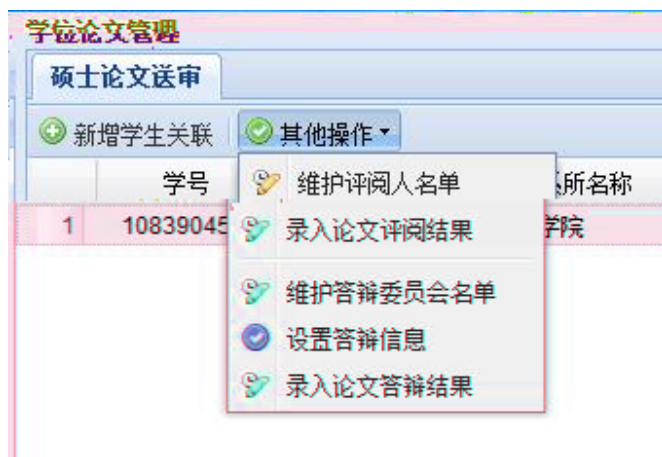 学位论文管理
硕士论文送审
新增学生关联 其他操作
学号 所名称
1 10839045 学院
维护评阅人名单
录入论文评阅结果
维护答辩委员会名单
设置答辩信息
录入论文答辩结果